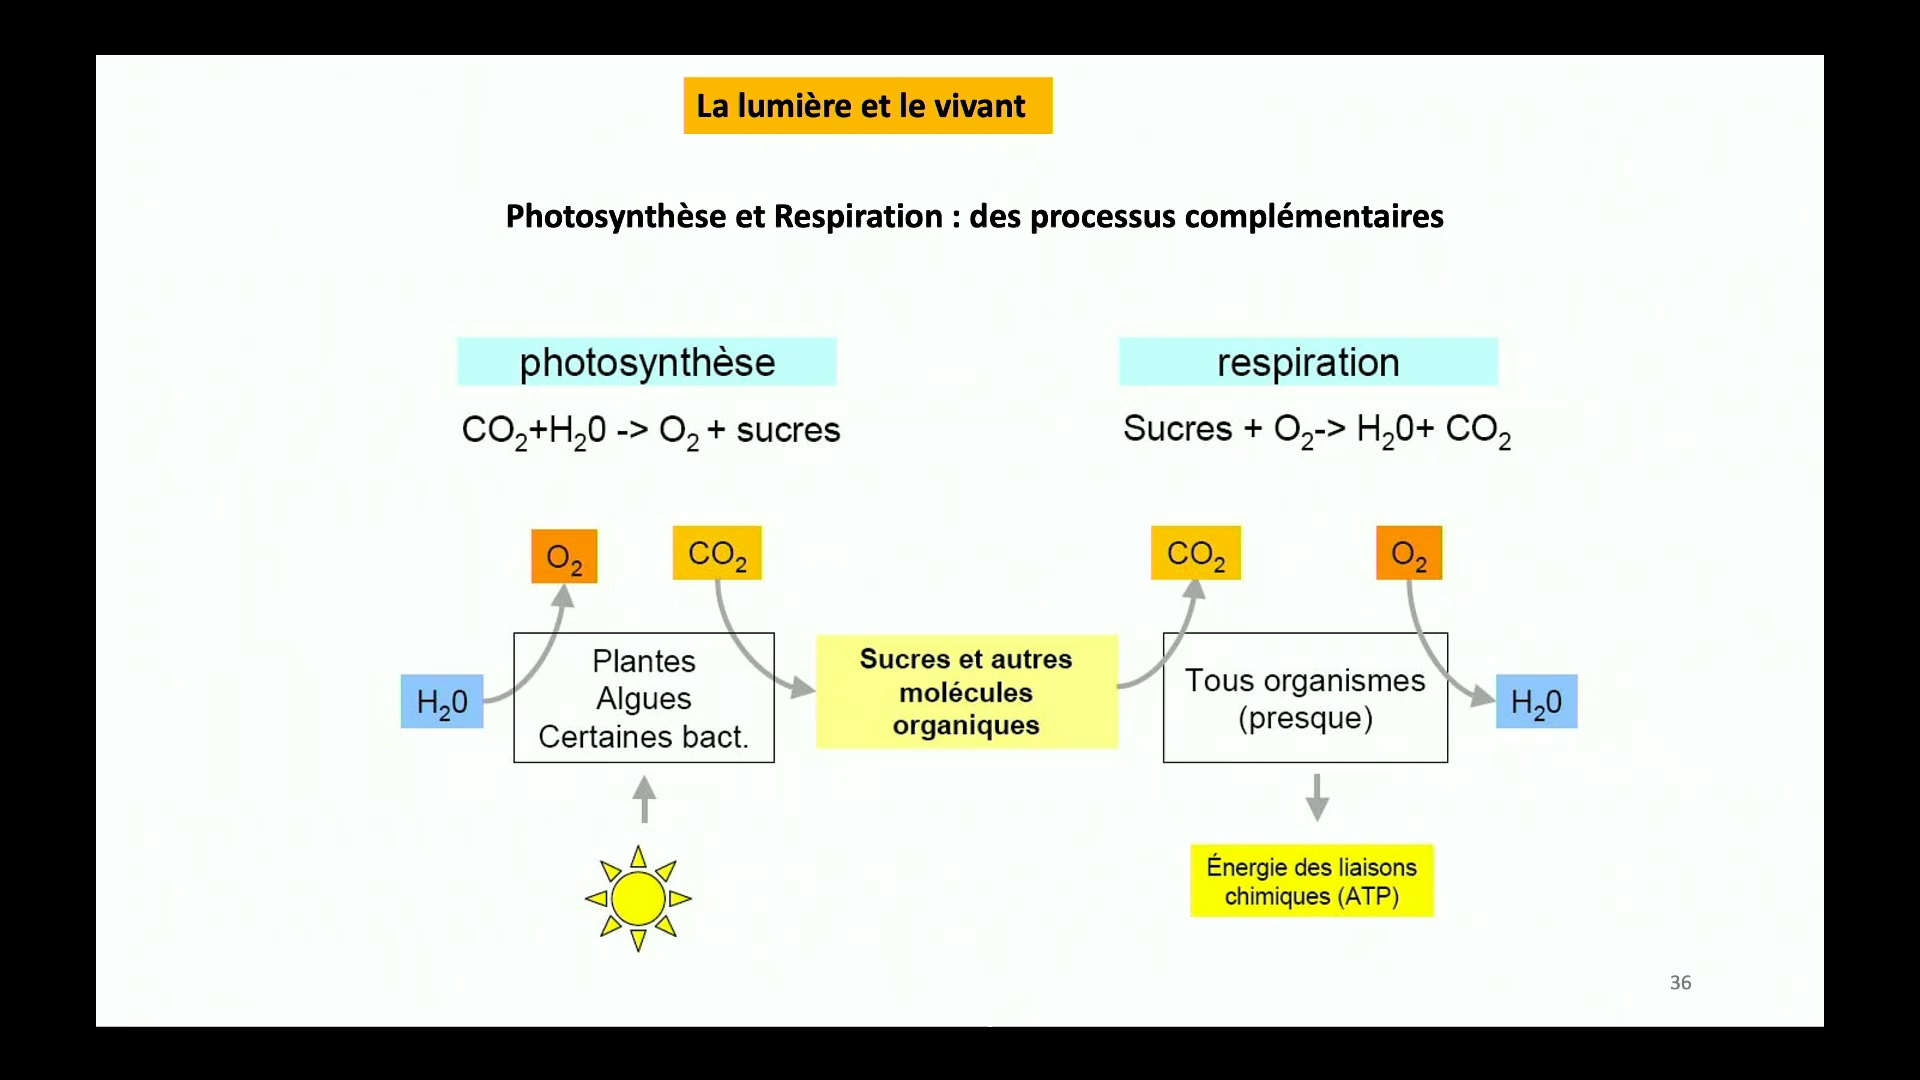 La lumière et le vivant
Photosynthèse et Respiration : des processus complémentaires
photosynthèse
CO₂+H₂0 -> O₂ + sucres
respiration
Sucres + O₂-> H₂0+ CO₂
O₂
CO₂
CO₂
O₂
H₂0
Plantes
Algues
Certaines bact.
Sucres et autres
molécules
organiques
Tous organismes
(presque)
H₂0
Énergie des liaisons
chimiques (ATP)
36